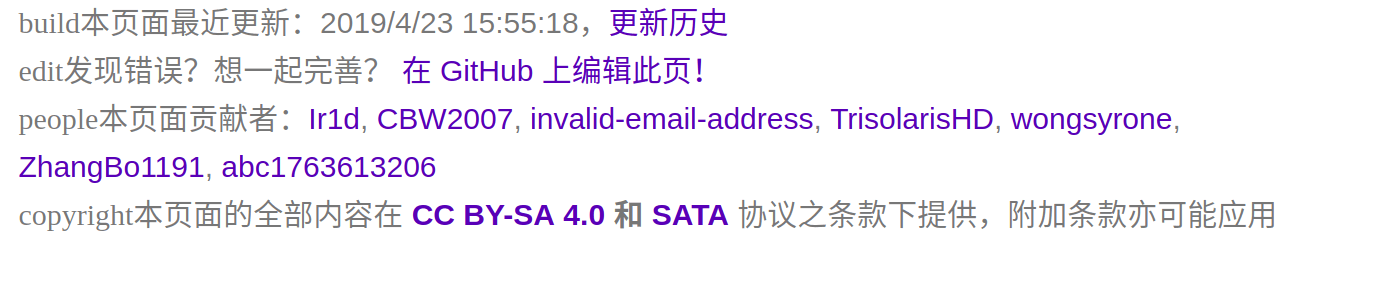 build本页面最近更新：2019/4/23 15:55:18，更新历史
edit发现错误？想一起完善？ 在 GitHub 上编辑此页！
people本页面贡献者：Ir1d, CBW2007, invalid-email-address, TrisolarisHD, wongsyrone,
ZhangBo1191, abc1763613206
copyright本页面的全部内容在 CC BY-SA 4.0 和 SATA 协议之条款下提供，附加条款亦可能应用